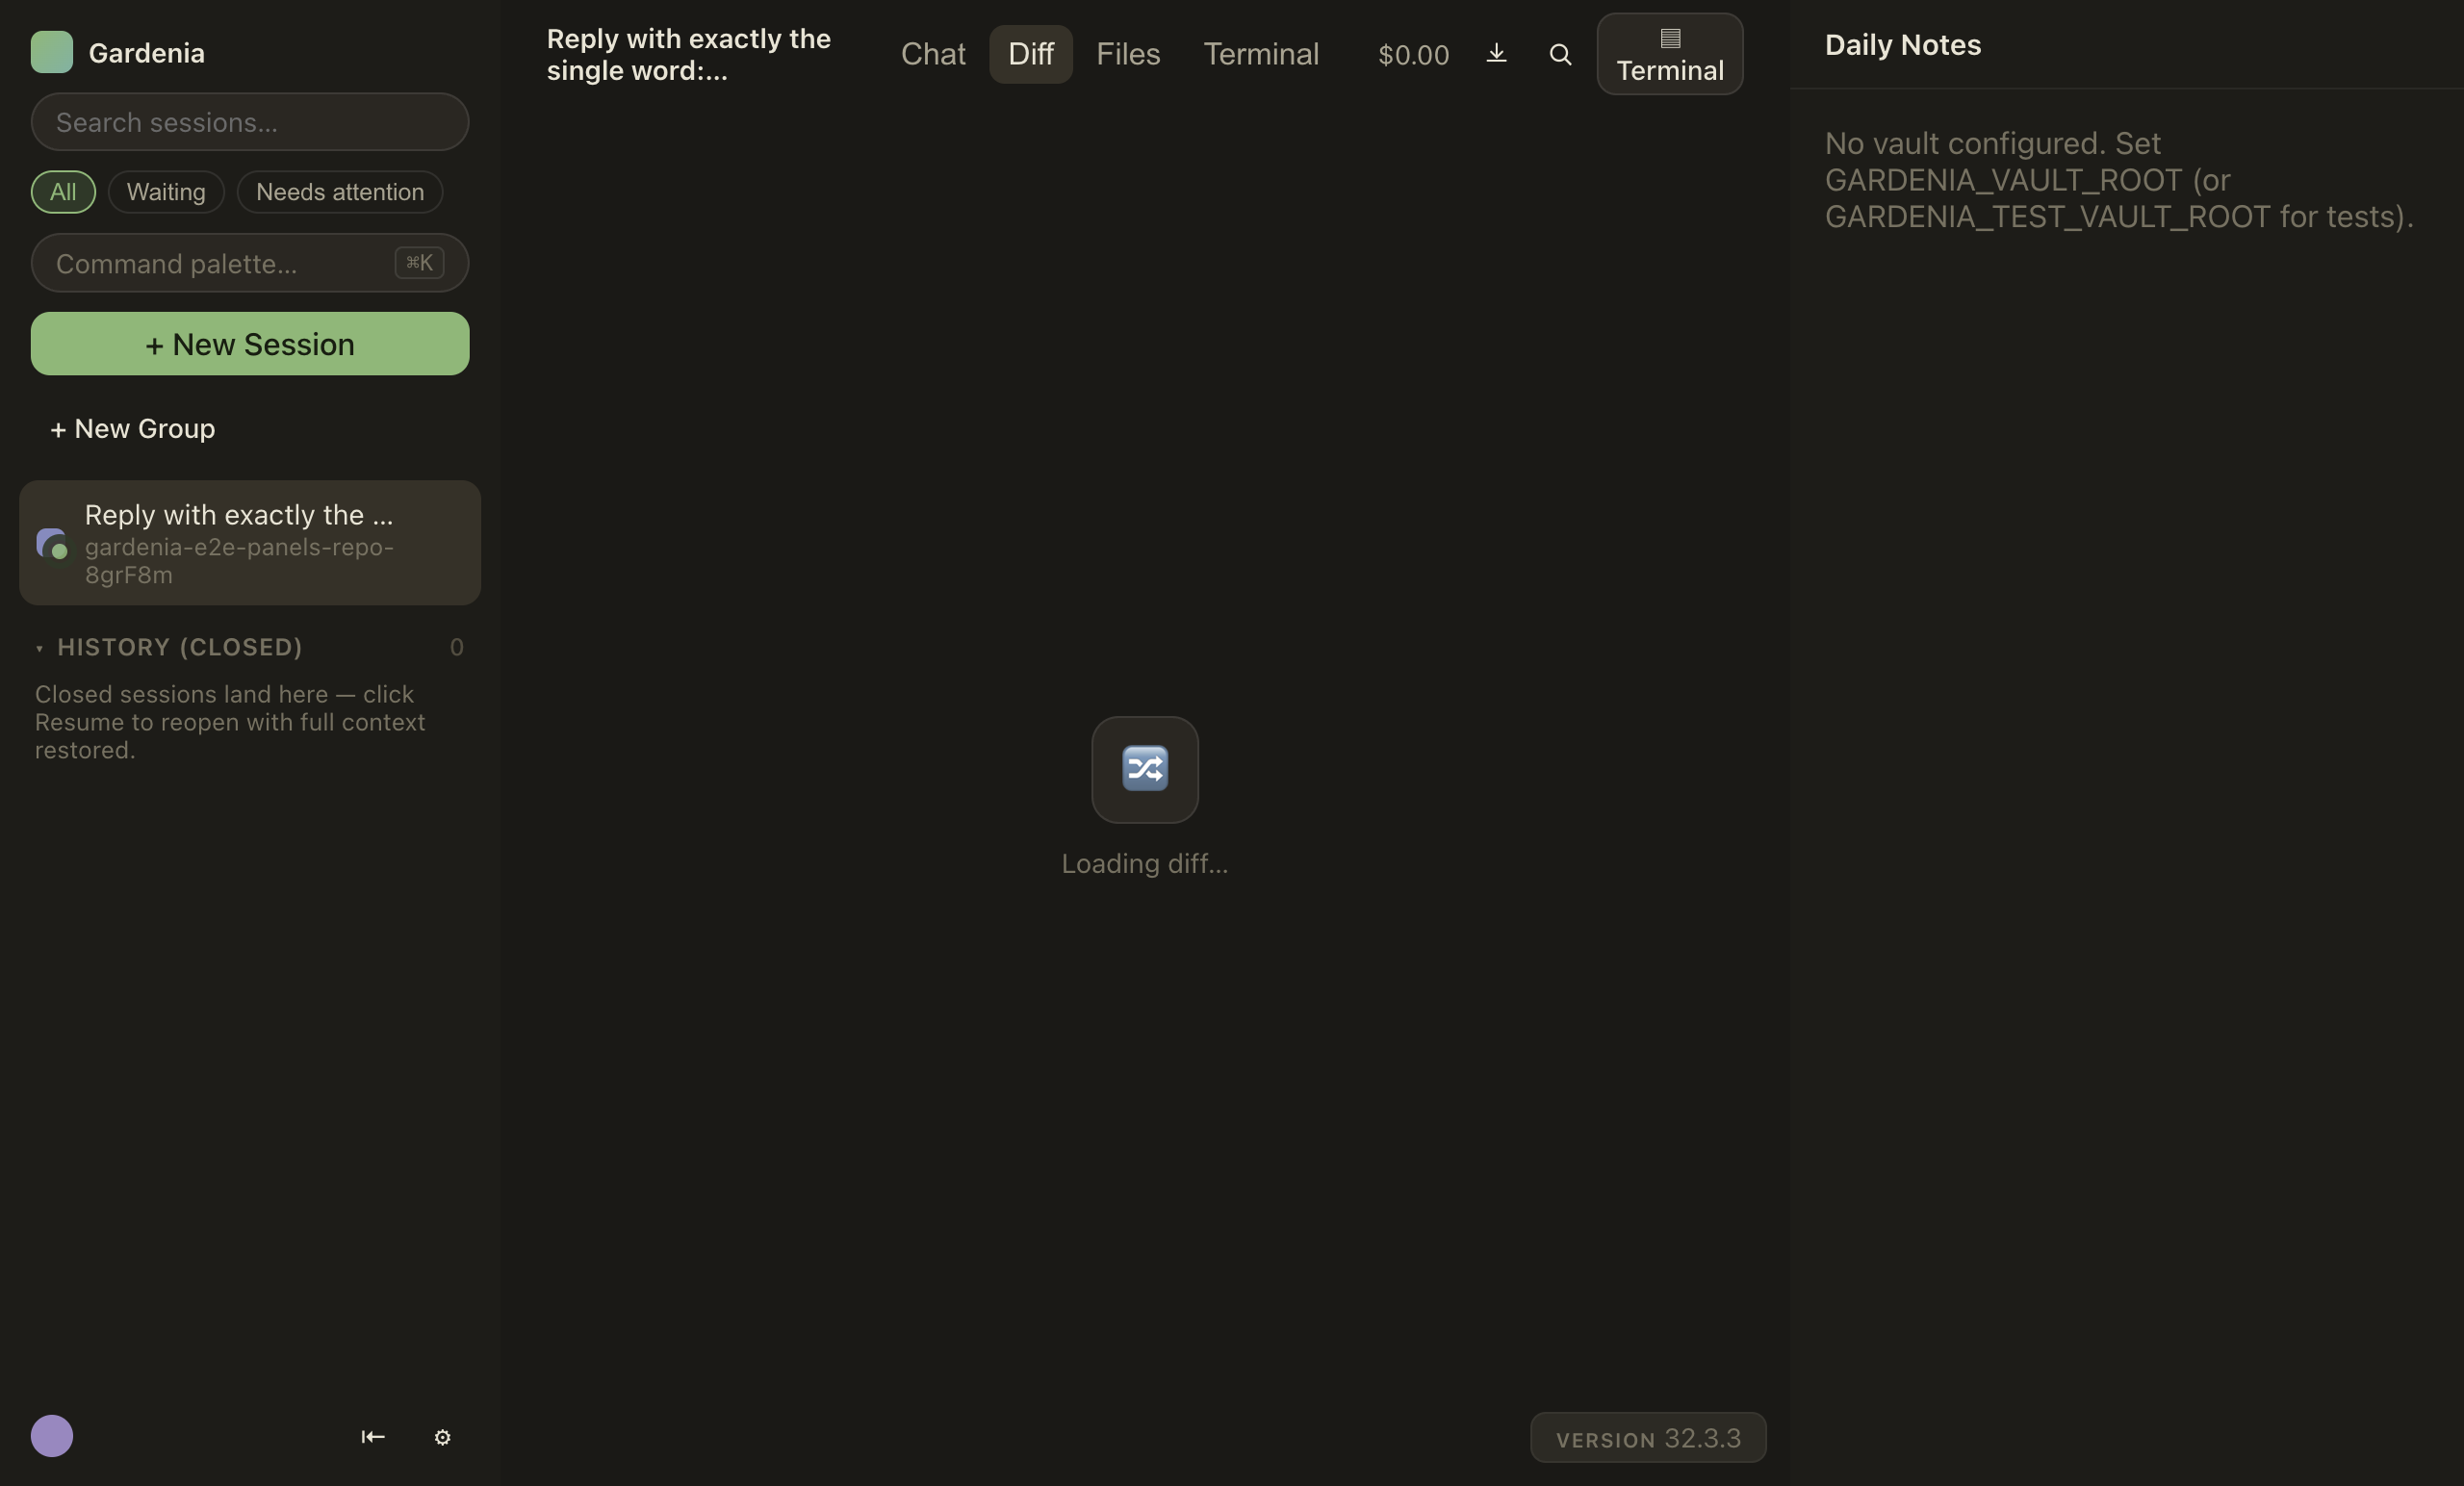 Gardenia
Search sessions...
All
Waiting
Needs attention
Command palette...
⌘K
+ New Session
+ New Group
Reply with exactly the ...
gardenia-e2e-panels-repo-
8grF8m
HISTORY (CLOSED)
0
Closed sessions land here — click
Resume to reopen with full context
restored.
Reply with exactly the
single word:...
Chat
Diff
Files
Terminal
$0.00
Terminal
Loading diff...
VERSION 32.3.3
Daily Notes
No vault configured. Set
GARDENIA_VAULT_ROOT (or
GARDENIA_TEST_VAULT_ROOT for tests).